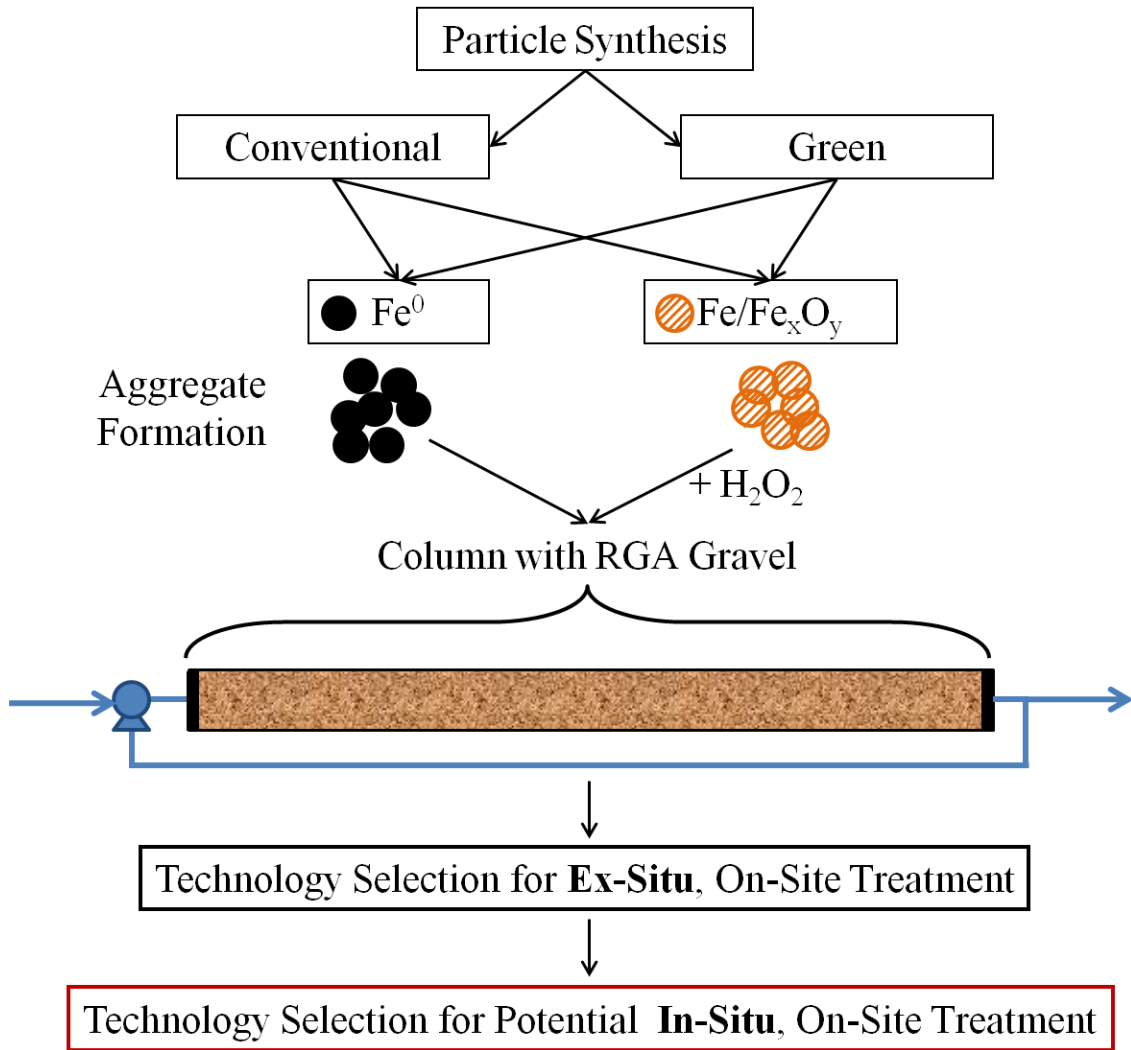 Particle Synthesis
Conventional
Green
Fe⁰
Fe/FeₓOᵧ
Aggregate
Formation
+ H₂O₂
Column with RGA Gravel
Technology Selection for Ex-Situ, On-Site Treatment
Technology Selection for Potential In-Situ, On-Site Treatment